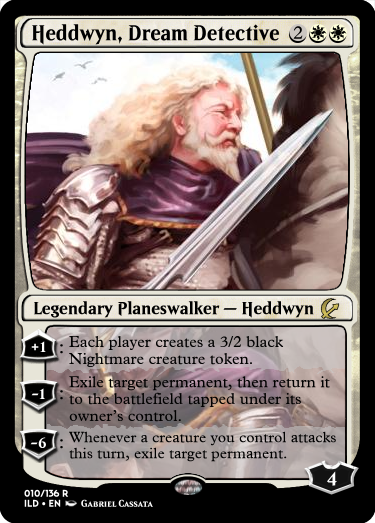 Heddwyn, Dream Detective 2
Legendary Planeswalker — Heddwyn
+1: Each player creates a 3/2 black
Nightmare creature token.
-1: Exile target permanent, then return it
to the battlefield tapped under its
owner's control.
-6: Whenever a creature you control attacks
this turn, exile target permanent.
4
010/136 R
ILD • EN Gabriel Cassata